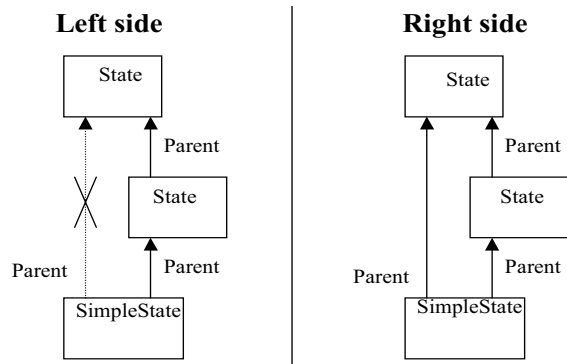 Left side
State
Parent
State
Parent
Parent
SimpleState
Right side
State
Parent
State
Parent
Parent
SimpleState